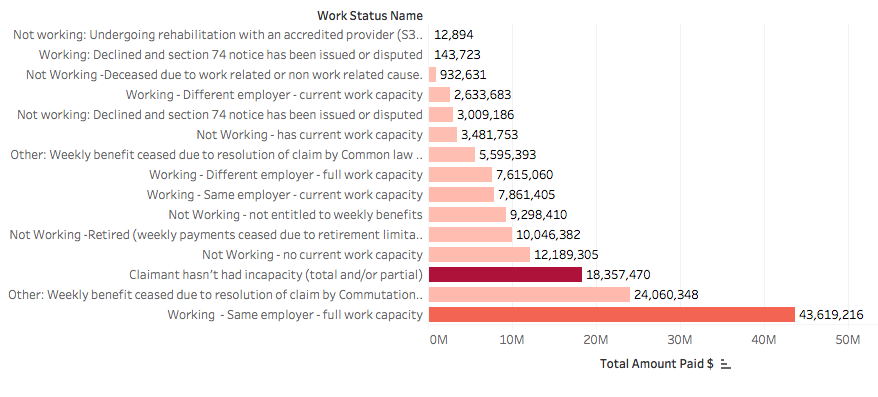 Work Status Name
Not working: Undergoing rehabilitation with an accredited provider (S3.. 12,894
Working: Declined and section 74 notice has been issued or disputed 143,723
Not Working -Deceased due to work related or non work related cause. 932,631
Working - Different employer - current work capacity 2,633,683
Not working: Declined and section 74 notice has been issued or disputed 3,009,186
Not Working - has current work capacity 3,481,753
Other: Weekly benefit ceased due to resolution of claim by Common law .. 5,595,393
Working - Different employer - full work capacity 7,615,060
Working - Same employer - current work capacity 7,861,405
Not Working - not entitled to weekly benefits 9,298,410
Not Working -Retired (weekly payments ceased due to retirement limita.. 10,046,382
Not Working - no current work capacity 12,189,305
Claimant hasn't had incapacity (total and/or partial) 18,357,470
Other: Weekly benefit ceased due to resolution of claim by Commutation.. 24,060,348
Working - Same employer - full work capacity 43,619,216
0M 10M 20M 30M 40M 50M
Total Amount Paid $